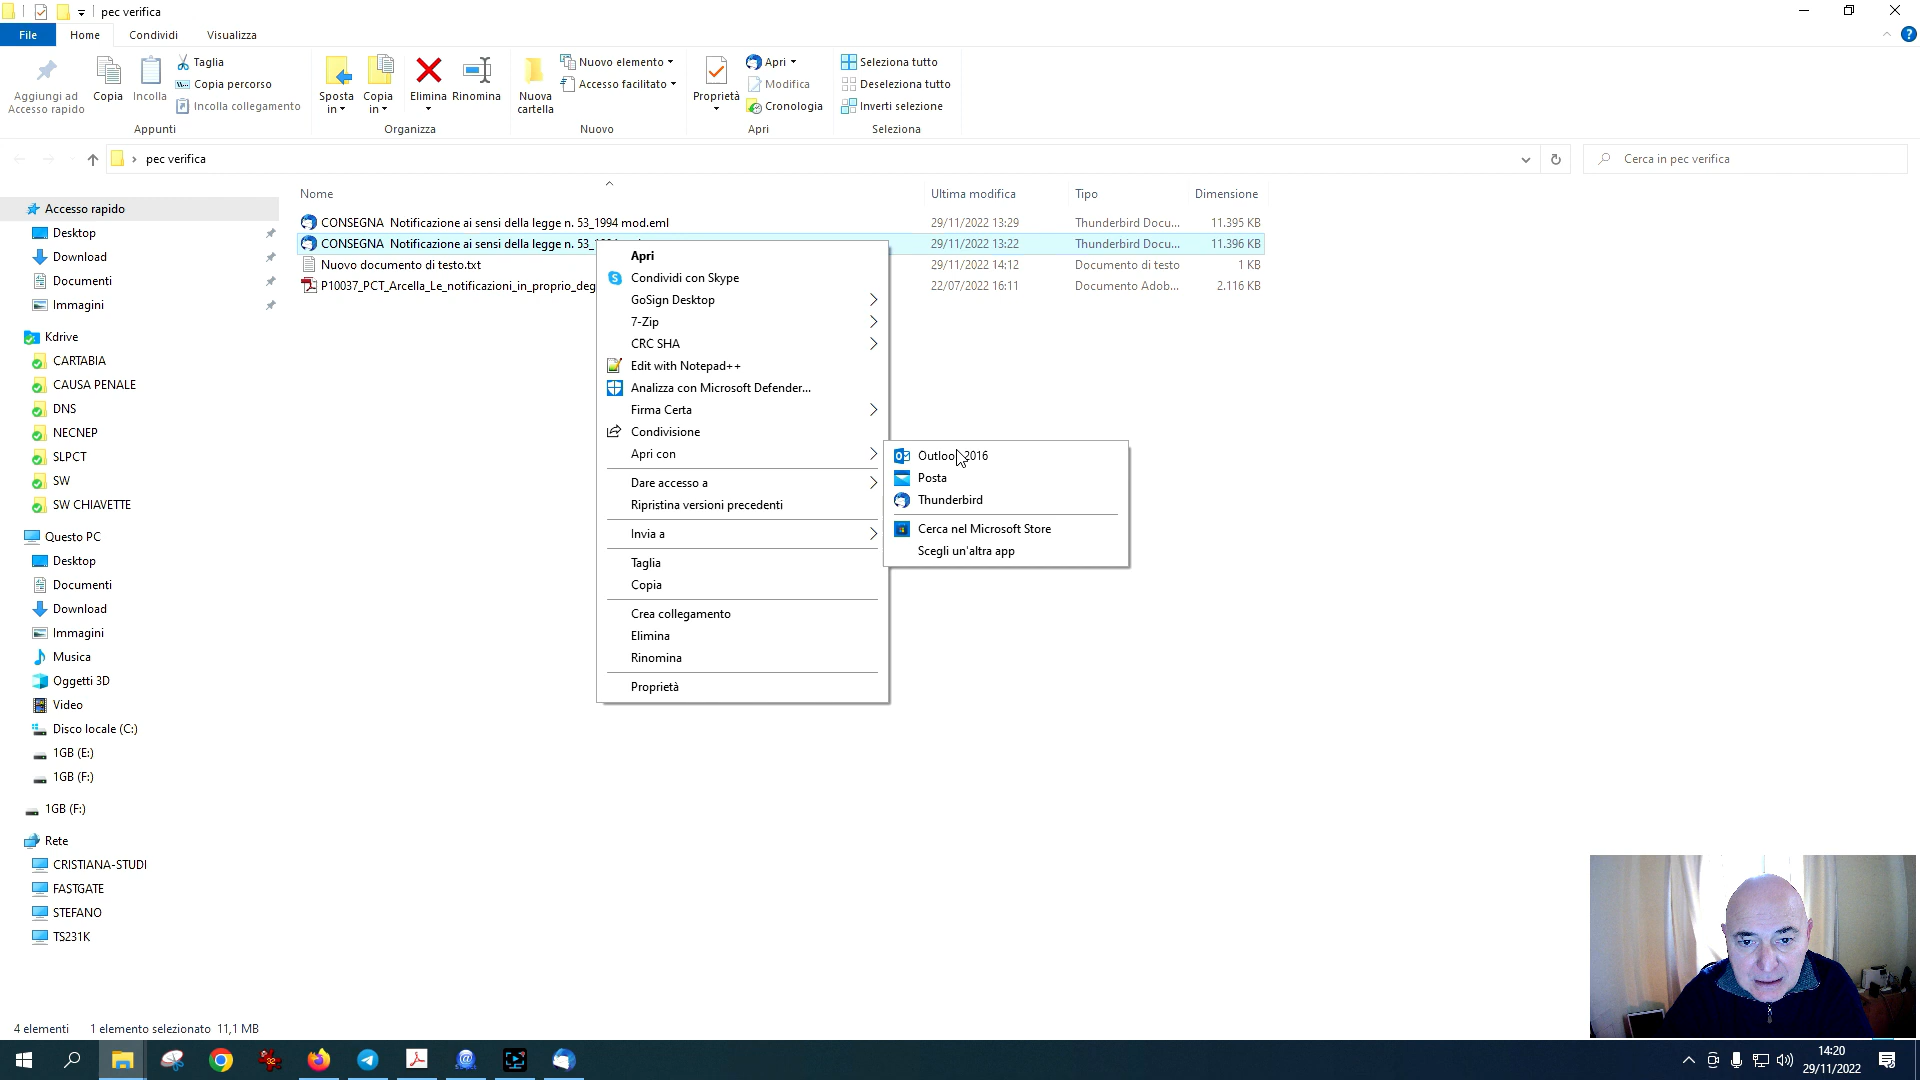 pec verifica
File Home Condividi Visualizza
Aggiungi ad Accesso rapido
Copia
Incolla
Taglia
Copia percorso
Incolla collegamento
Appunti
Sposta in
Copia in
Elimina
Rinomina
Organizza
Nuova cartella
Nuovo elemento
Accesso facilitato
Nuovo
Proprietà
Apri
Modifica
Cronologia
Apri
Seleziona tutto
Deseleziona tutto
Inverti selezione
Seleziona
pec verifica
Cerca in pec verifica
Nome Ultima modifica Tipo Dimensione
CONSEGNA Notificazione ai sensi della legge n. 53_1994 mod.eml 29/11/2022 13:29 Thunderbird Docu... 11.395 KB
CONSEGNA Notificazione ai sensi della legge n. 53_ 29/11/2022 13:22 Thunderbird Docu... 11.396 KB
Nuovo documento di testo.txt 29/11/2022 14:12 Documento di testo 1 KB
P10037_PCT_Arcella_Le_notificazioni_in_proprio_deg 22/07/2022 16:11 Documento Adob... 2.116 KB
Accesso rapido
Desktop
Download
Documenti
Immagini
Kdrive
CARTABIA
CAUSA PENALE
DNS
NECNEP
SLPCT
SW
SW CHIAVETTE
Questo PC
Desktop
Documenti
Download
Immagini
Musica
Oggetti 3D
Video
Disco locale (C:)
1GB (E:)
1GB (F:)
1GB (F:)
Rete
CRISTIANA-STUDI
FASTGATE
STEFANO
TS231K
Apri
Condividi con Skype
GoSign Desktop
7-Zip
CRC SHA
Edit with Notepad++
Analizza con Microsoft Defender...
Firma Certa
Condivisione
Apri con
Dare accesso a
Ripristina versioni precedenti
Invia a
Taglia
Copia
Crea collegamento
Elimina
Rinomina
Proprietà
Outlook 2016
Posta
Thunderbird
Cerca nel Microsoft Store
Scegli un'altra app
4 elementi 1 elemento selezionato 11,1 MB
14:20
29/11/2022